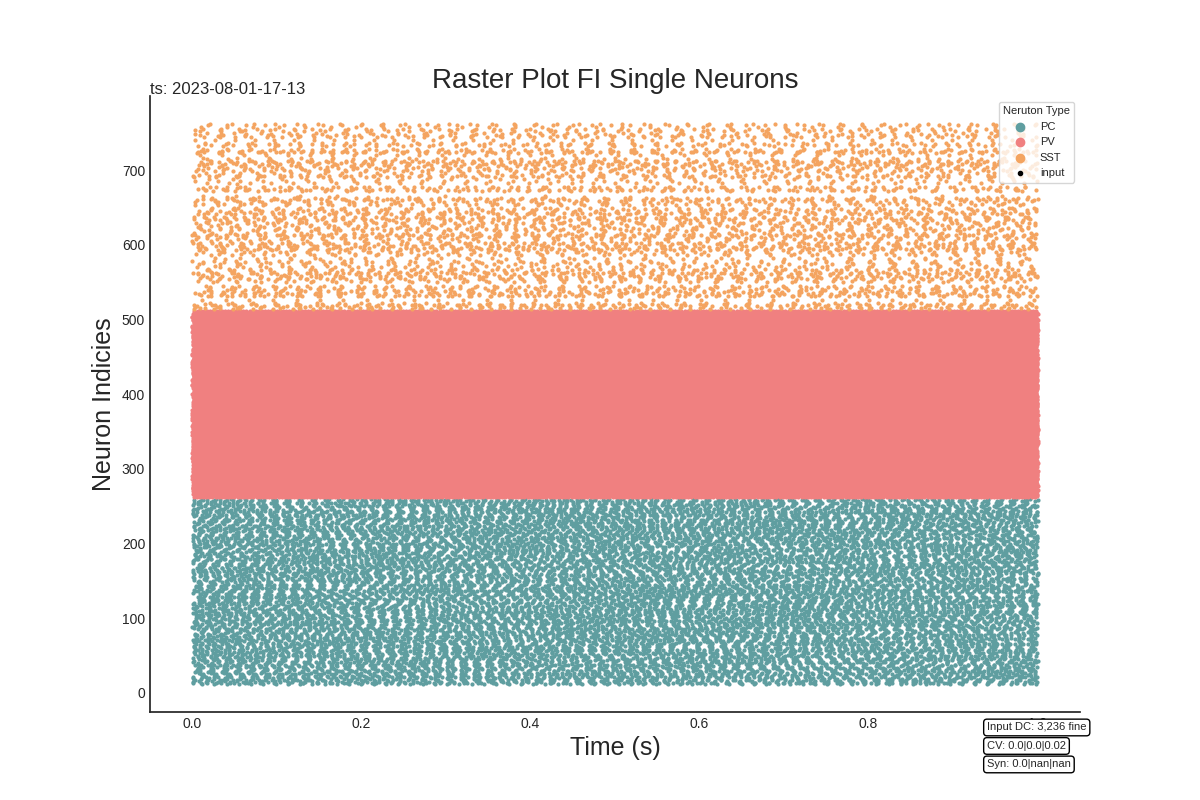 Raster Plot FI Single Neurons
ts: 2023-08-01-17-13
Neruton Type
PC
PV
SST
input
Neuron Indicies
700
600
500
400
300
200
100
0
0.0 0.2 0.4 0.6 0.8
Time (s)
Input DC: 3,236 fine
CV: 0.0|0.0|0.02
Syn: 0.0|nan|nan